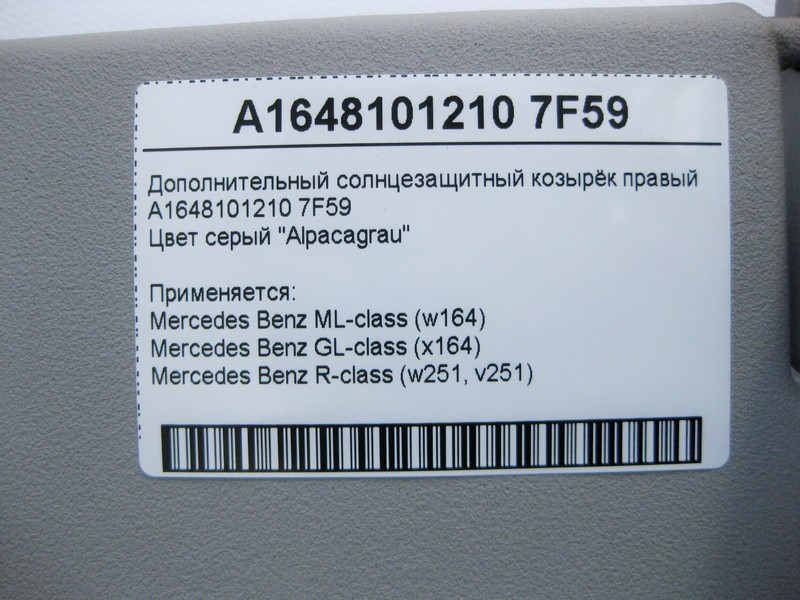 A1648101210 7F59
Дополнительный солнцезащитный козырёк правый
A1648101210 7F59
Цвет серый "Alpacagrau"
Применяется:
Mercedes Benz ML-class (w164)
Mercedes Benz GL-class (x164)
Mercedes Benz R-class (w251, v251)